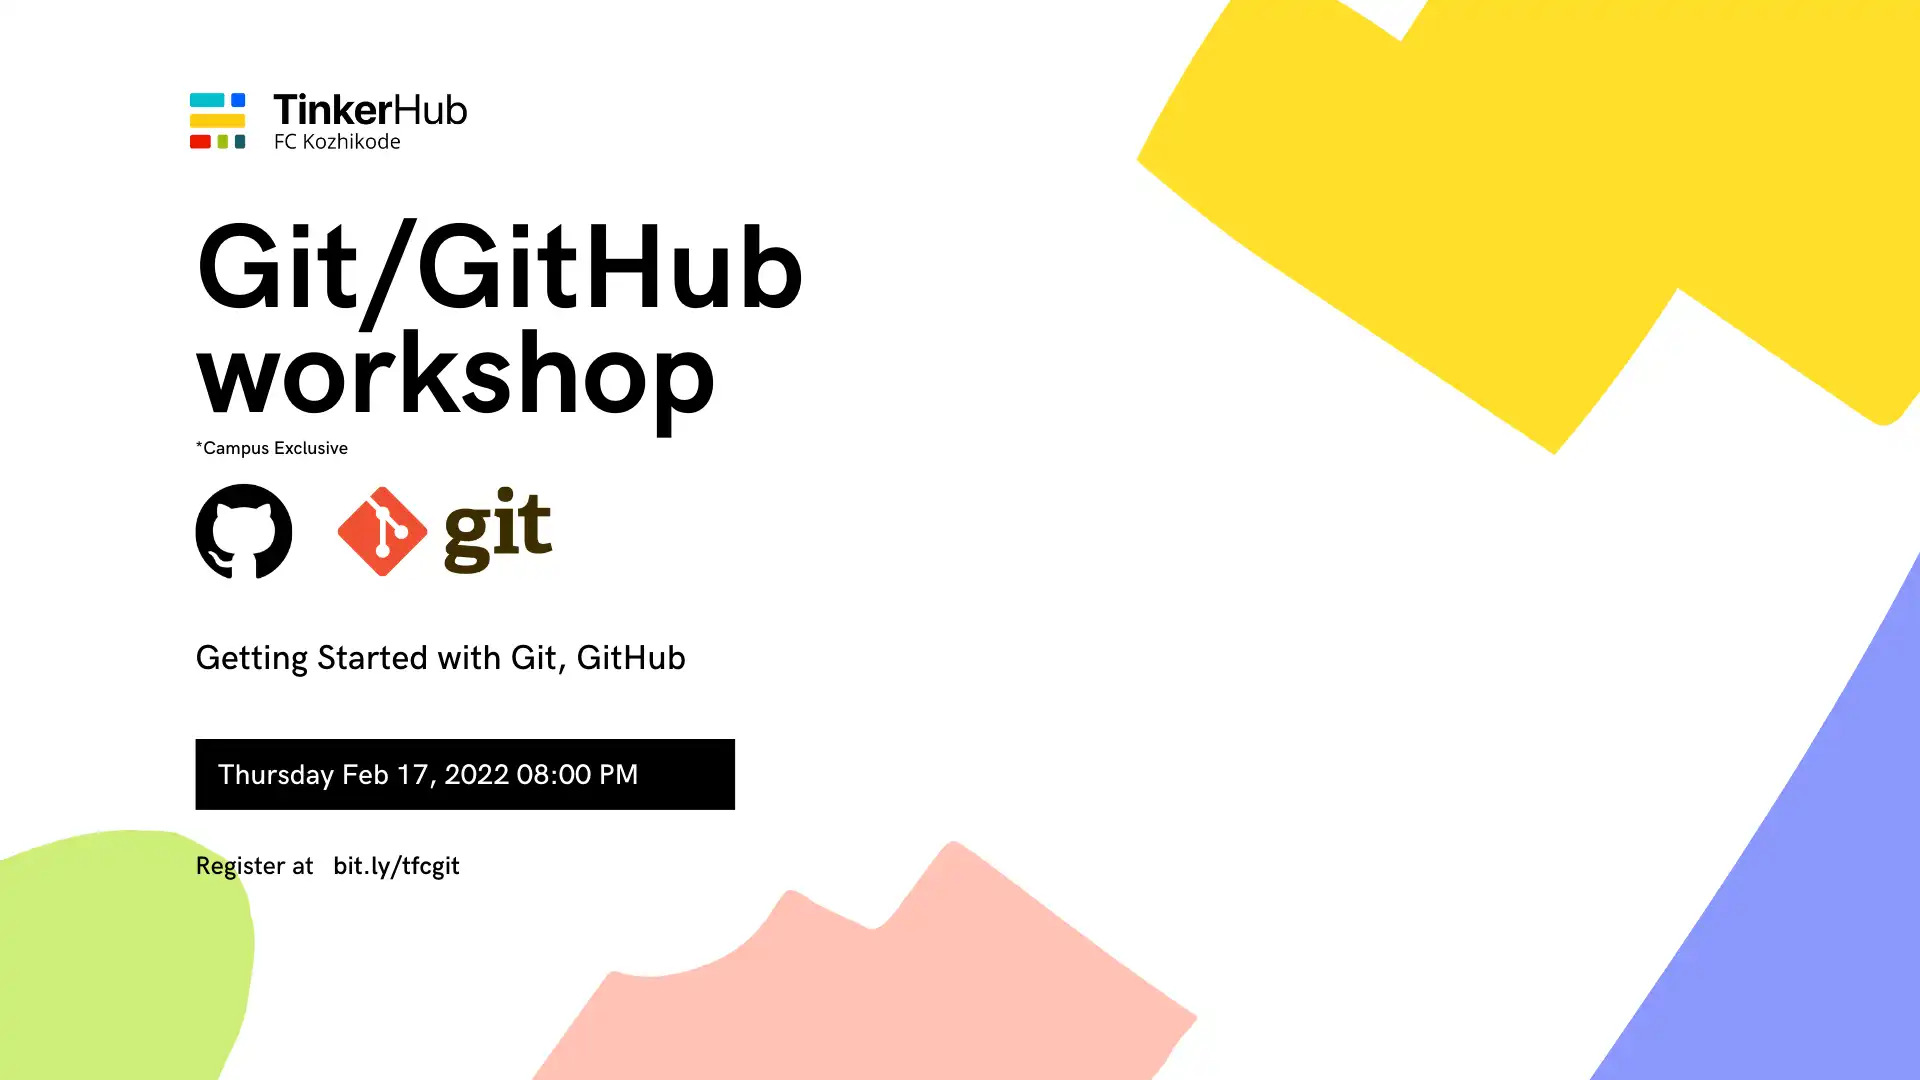 TinkerHub
FC Kozhikode
Git/GitHub
workshop
*Campus Exclusive
git
Getting Started with Git, GitHub
Thursday Feb 17, 2022 08:00 PM
Register at bit.ly/tfcgit